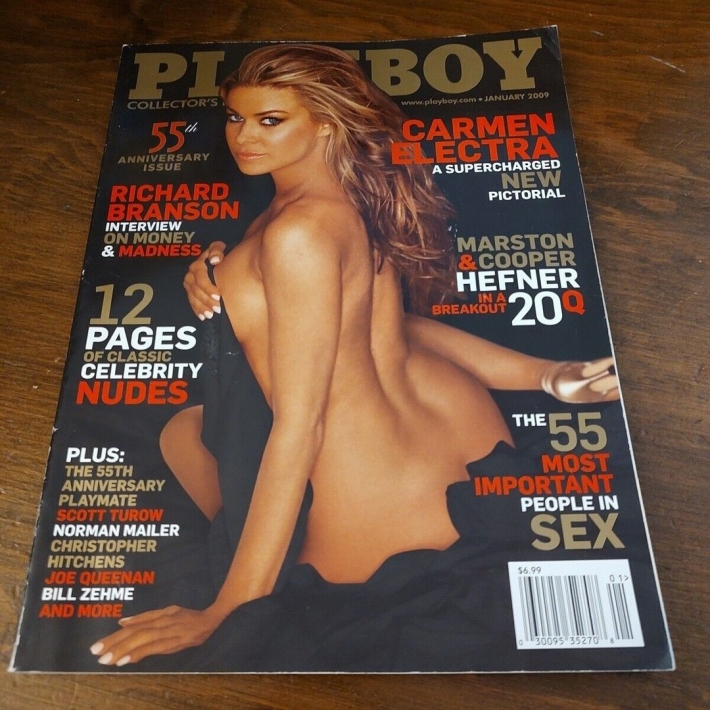 PL BOY
COLLECTOR'S
www.playboy.com • JANUARY 2009
55th
ANNIVERSARY
ISSUE
CARMEN
ELECTRA
A SUPERCHARGED
NEW
PICTORIAL
RICHARD
BRANSON
INTERVIEW
ON MONEY
& MADNESS
MARSTON
& COOPER
HEFNER
IN A
BREAKOUT
20Q
12
PAGES
OF CLASSIC
CELEBRITY
NUDES
THE 55
MOST
IMPORTANT
PEOPLE IN
SEX
PLUS:
THE 55TH
ANNIVERSARY
PLAYMATE
SCOTT TUROW
NORMAN MAILER
CHRISTOPHER
HITCHENS
JOE QUEENAN
BILL ZEHME
AND MORE
$6.99
01>
0 30095 35270 8